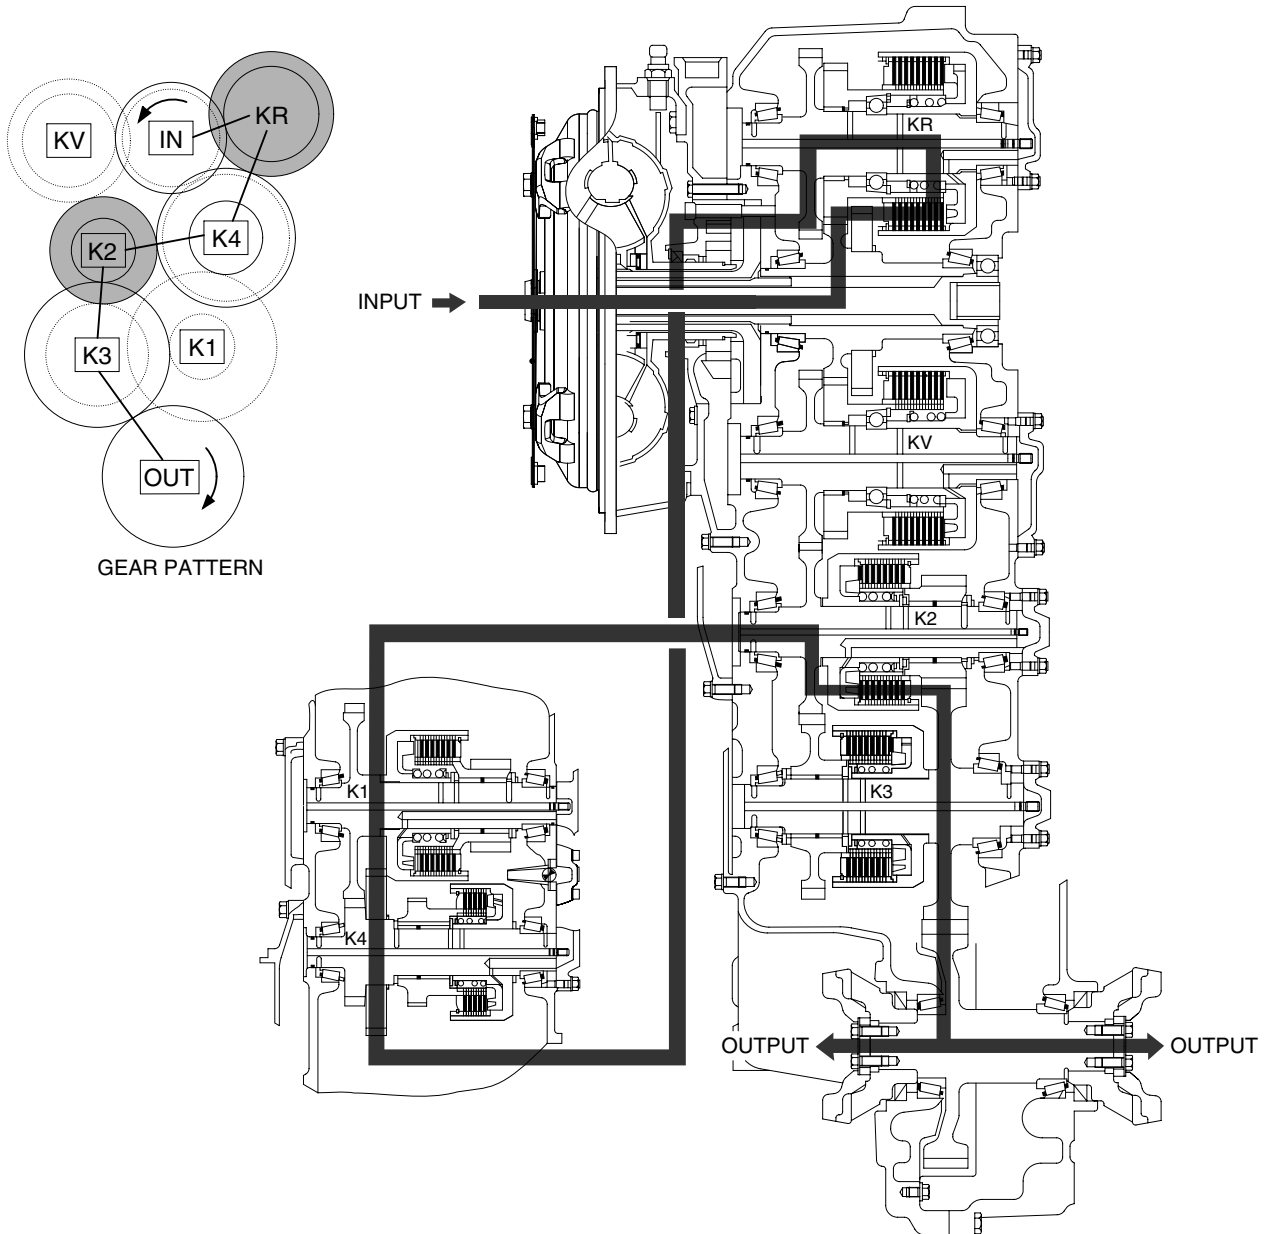 KR
KV
IN
KR
K2
K4
INPUT
K3
K1
KV
OUT
GEAR PATTERN
K2
K1
K3
K4
OUTPUT
OUTPUT